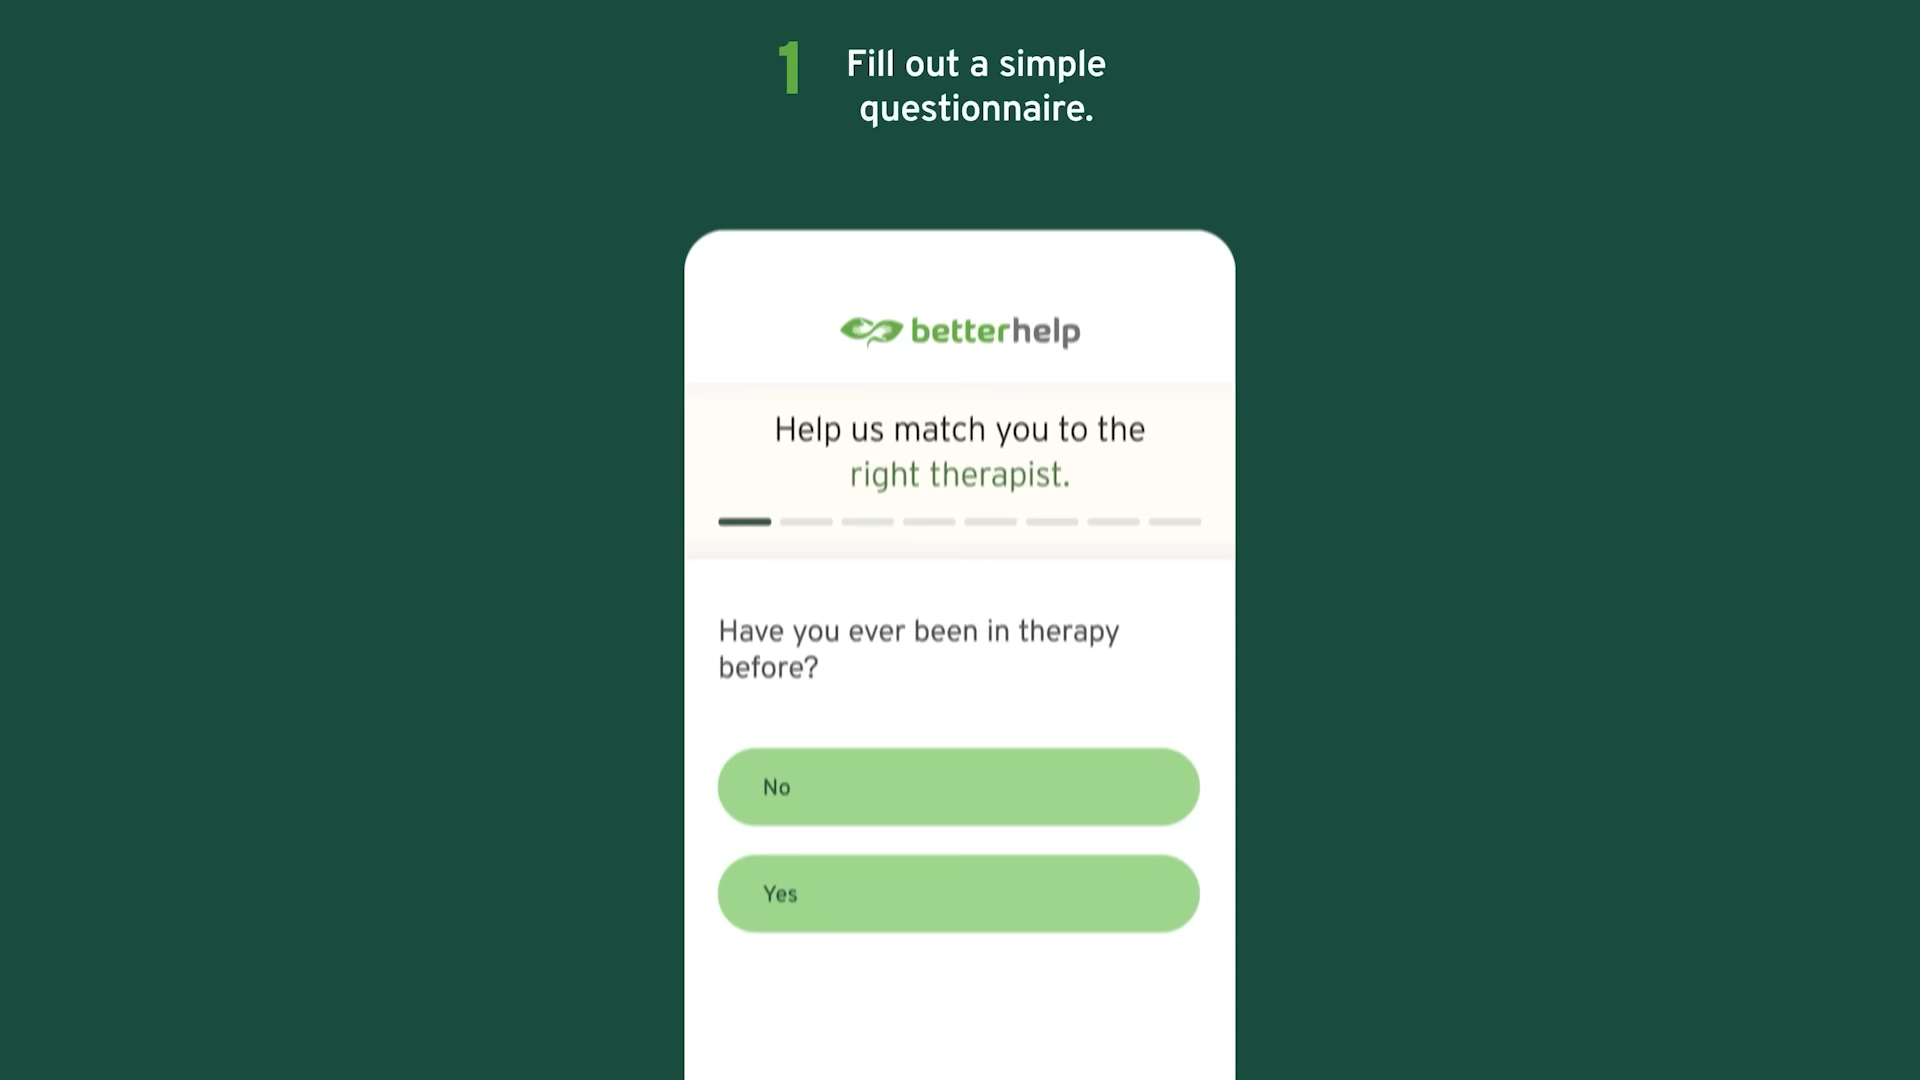 1 Fill out a simple
questionnaire.
betterhelp
Help us match you to the
right therapist.
Have you ever been in therapy
before?
No
Yes